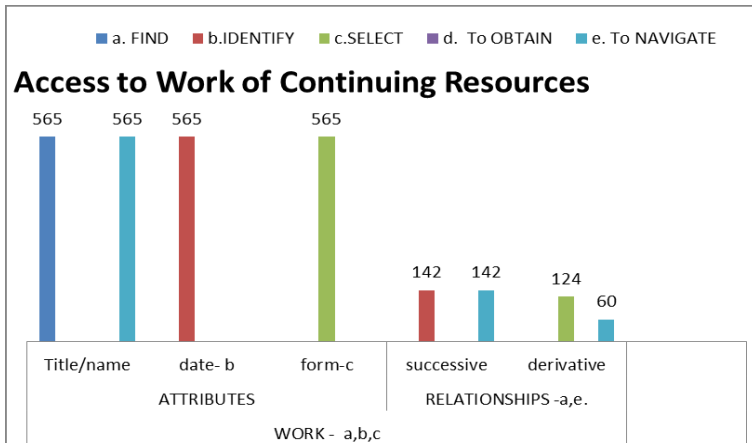 a. FIND b.IDENTIFY c.SELECT d. To OBTAIN e. To NAVIGATE
Access to Work of Continuing Resources
565 565 565 565
142 142 124 60
Title/name date- b form-c successive derivative
ATTRIBUTES RELATIONSHIPS -a,e.
WORK - a,b,c